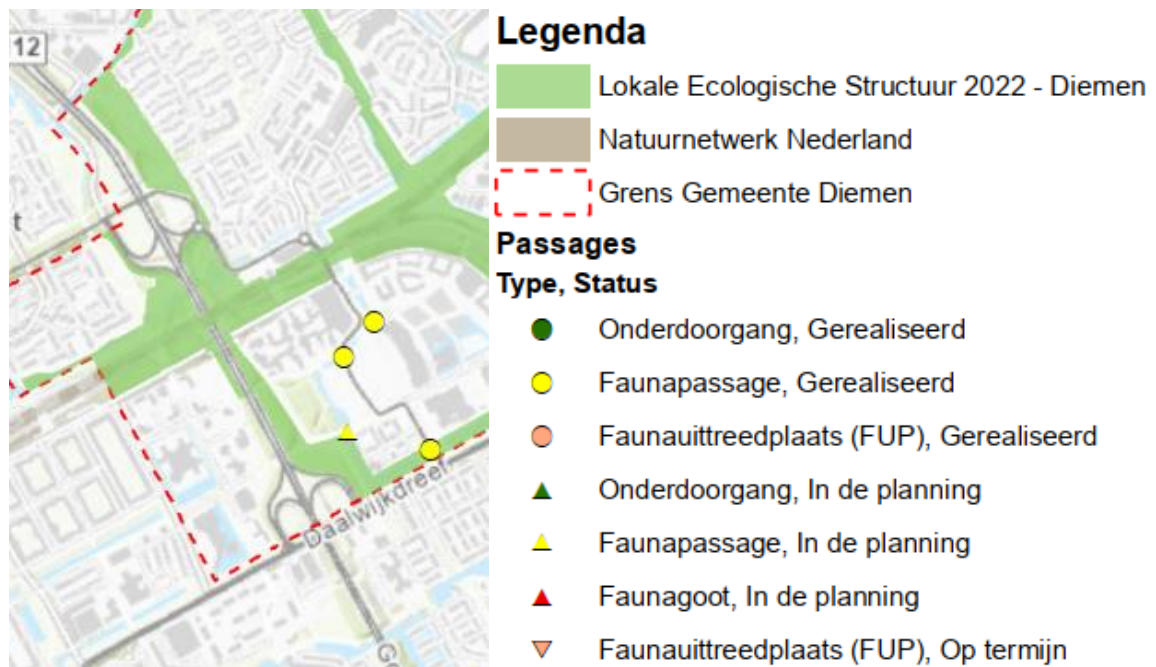 12
t
Daalwijkdreef
Legenda
Lokale Ecologische Structuur 2022 - Diemen
Natuurnetwerk Nederland
Grens Gemeente Diemen
Passages
Type, Status
Onderdoorgang, Gerealiseerd
Faunapassage, Gerealiseerd
Faunauittreedplaats (FUP), Gerealiseerd
Onderdoorgang, In de planning
Faunapassage, In de planning
Faunagoot, In de planning
Faunauittreedplaats (FUP), Op termijn